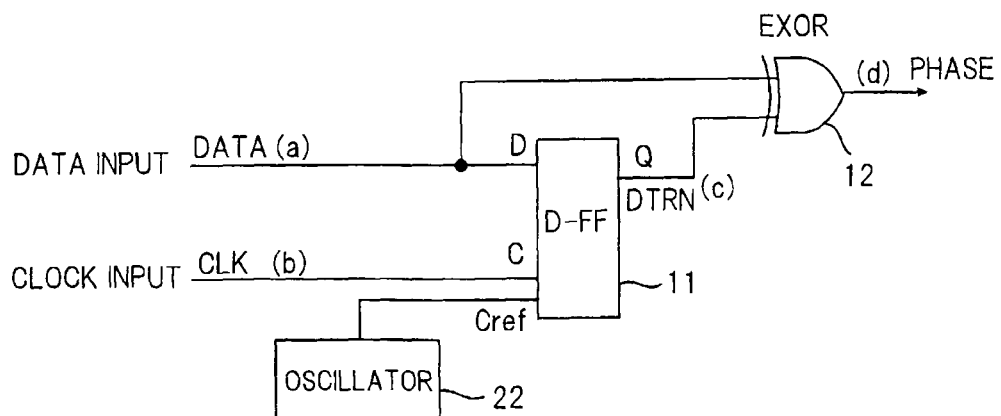 EXOR
(d) PHASE
12
DATA INPUT DATA (a)
D
Q
DTRN (c)
D-FF
CLOCK INPUT CLK (b)
C
11
Cref
OSCILLATOR
22